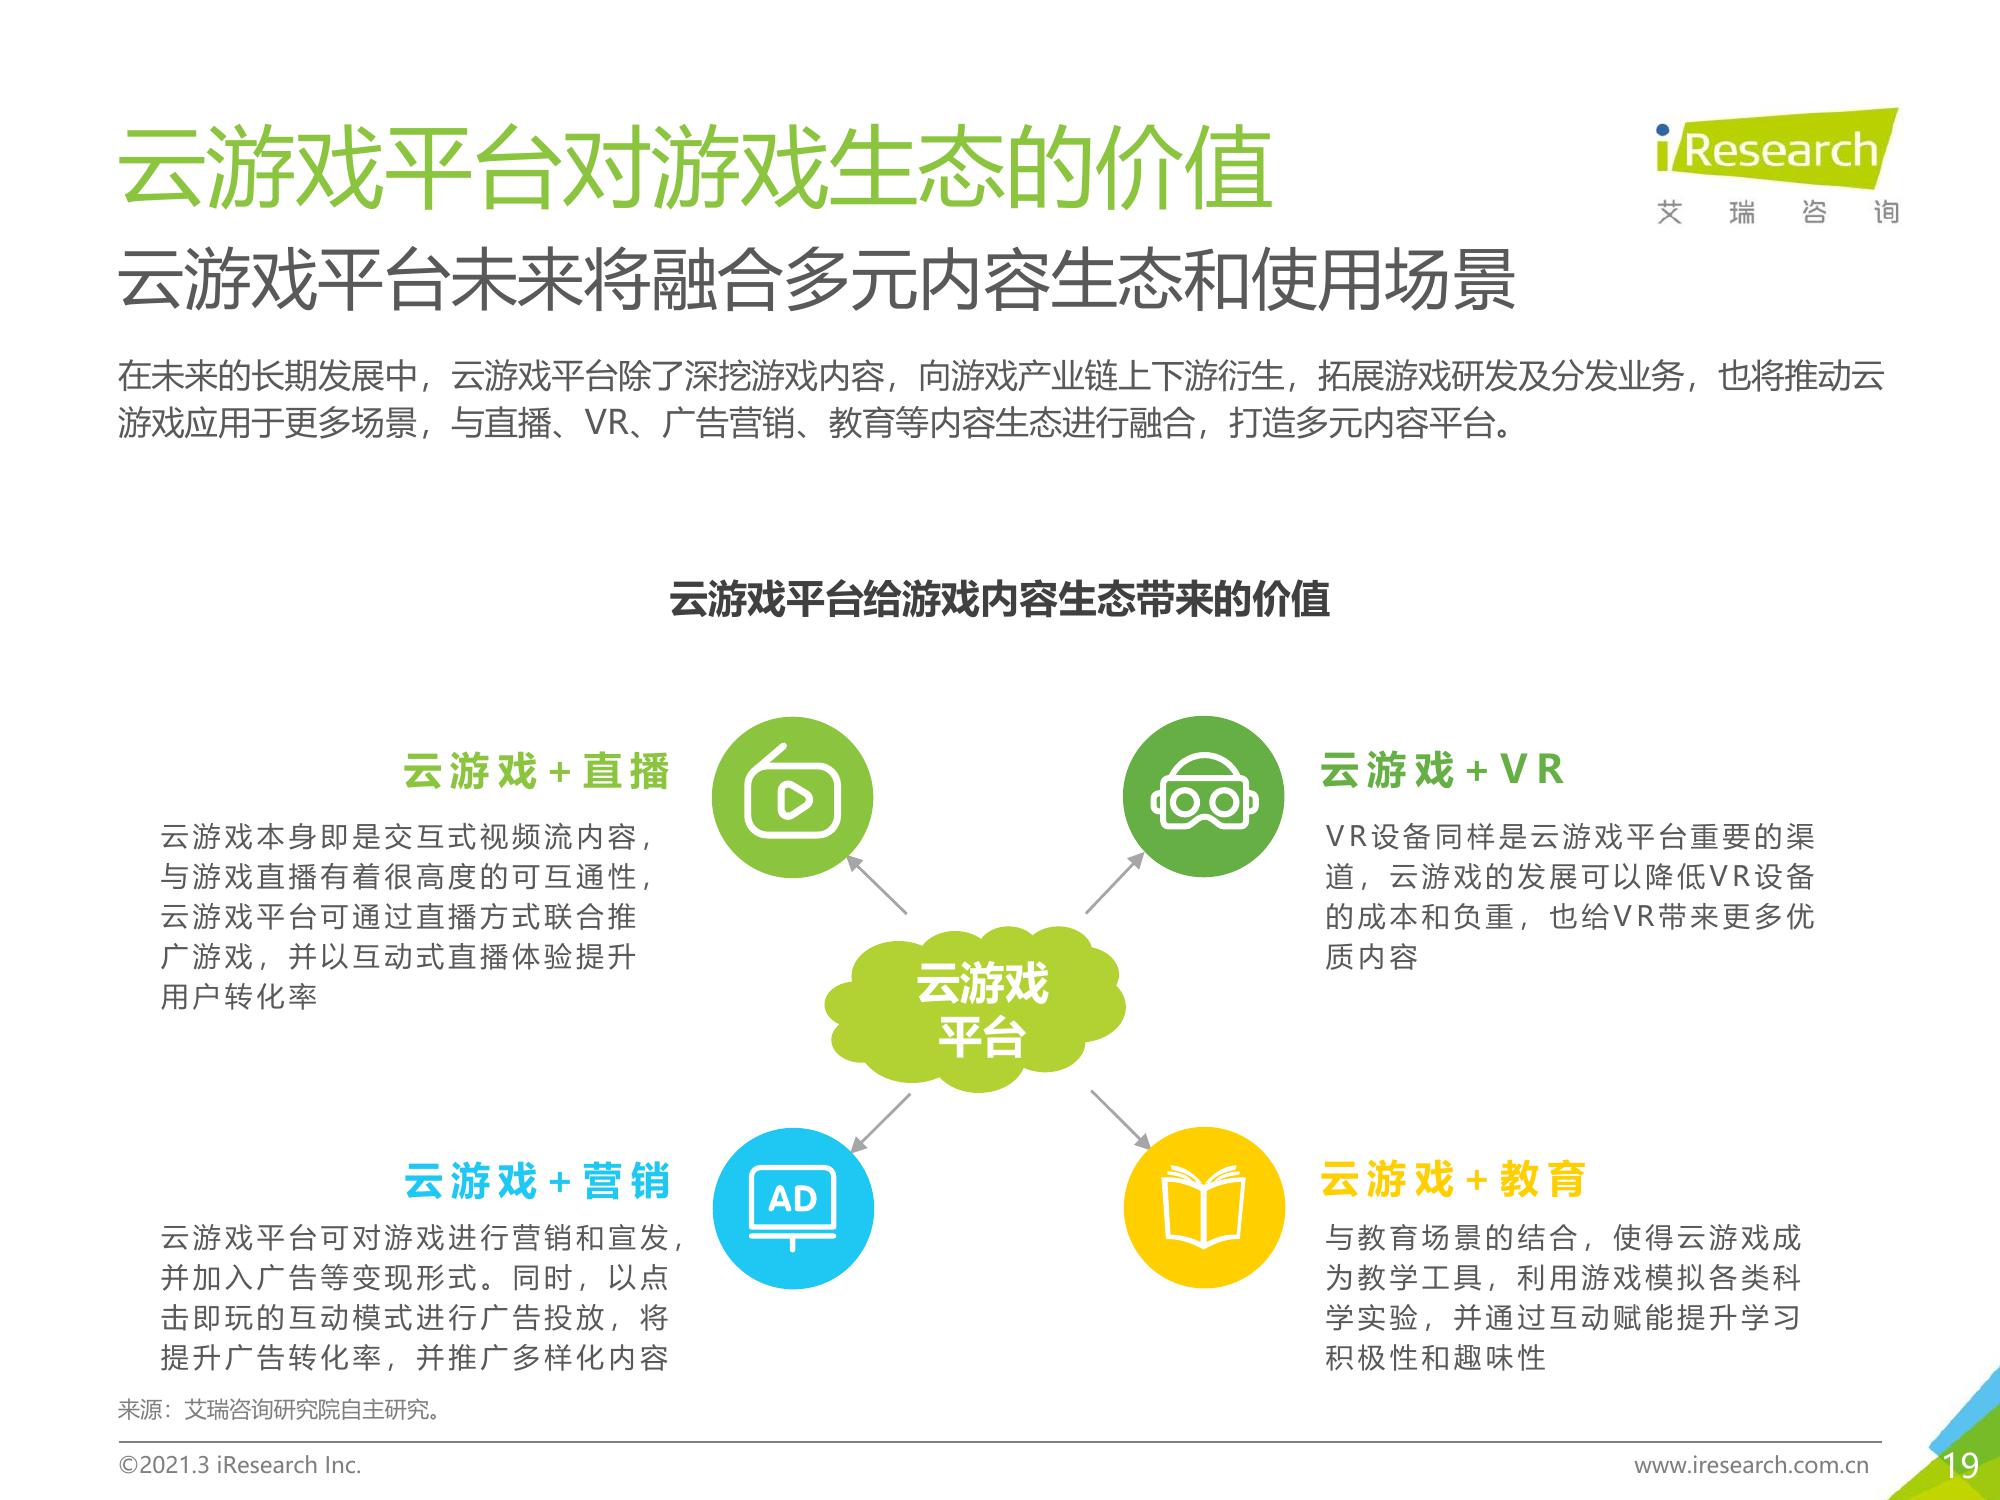 云游戏平台对游戏生态的价值
iResearch
艾瑞咨询
云游戏平台未来将融合多元内容生态和使用场景
在未来的长期发展中，云游戏平台除了深挖游戏内容，向游戏产业链上下游衍生，拓展游戏研发及分发业务，也将推动云
游戏应用于更多场景，与直播、VR、广告营销、教育等内容生态进行融合，打造多元内容平台。
云游戏平台给游戏内容生态带来的价值
云游戏+直播
云游戏本身即是交互式视频流内容，
与游戏直播有着很高度的可互通性，
云游戏平台可通过直播方式联合推
广游戏，并以互动式直播体验提升
用户转化率
云游戏+VR
VR设备同样是云游戏平台重要的渠
道，云游戏的发展可以降低VR设备
的成本和负重，也给VR带来更多优
质内容
云游戏
平台
云游戏+营销
云游戏平台可对游戏进行营销和宣发，
并加入广告等变现形式。同时，以点
击即玩的互动模式进行广告投放，将
提升广告转化率，并推广多样化内容
AD
云游戏+教育
与教育场景的结合，使得云游戏成
为教学工具，利用游戏模拟各类科
学实验，并通过互动赋能提升学习
积极性和趣味性
来源：艾瑞咨询研究院自主研究。
©2021.3 iResearch Inc.
www.iresearch.com.cn
19